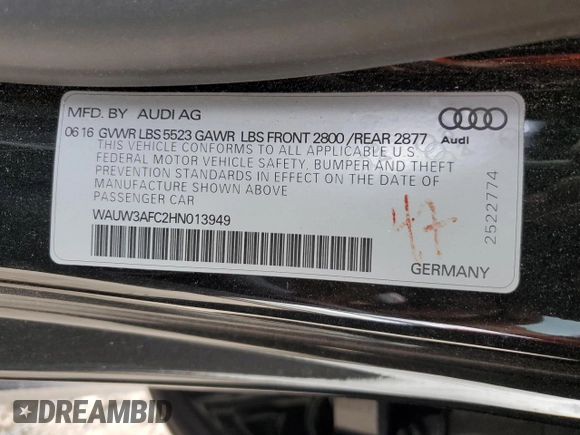 MFD. BY AUDI AG
06 16 GVWR LBS 5523 GAWR LBS FRONT 2800 /REAR 2877
Audi
THIS VEHICLE CONFORMS TO ALL APPLICABLE U S
FEDERAL MOTOR VEHICLE SAFETY, BUMPER AND THEFT
PREVENTION STANDARDS IN EFFECT ON THE DATE OF
MANUFACTURE SHOWN ABOVE
PASSENGER CAR
WAUW3AFC2HN013949
47
2522774
GERMANY
DREAMBID